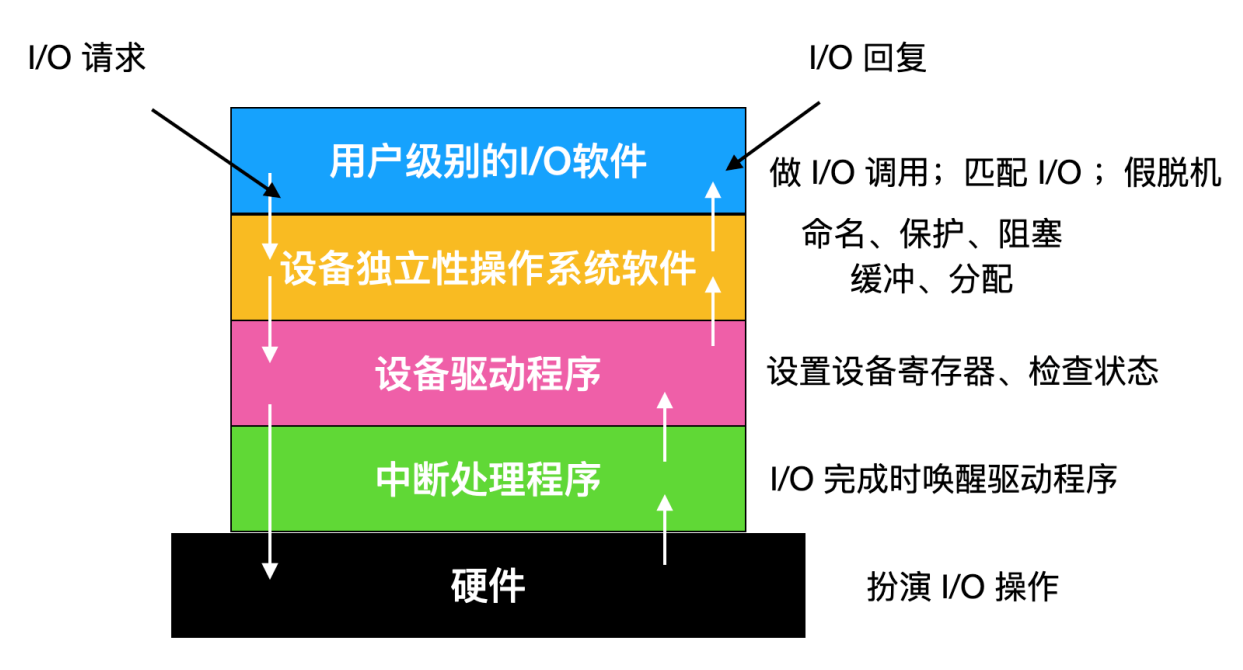 I/O 请求
I/O 回复
用户级别的I/O软件
做 I/O 调用；匹配 I/O ；假脱机
设备独立性操作系统软件
命名、保护、阻塞
缓冲、分配
设备驱动程序
设置设备寄存器、检查状态
中断处理程序
I/O 完成时唤醒驱动程序
硬件
扮演 I/O 操作